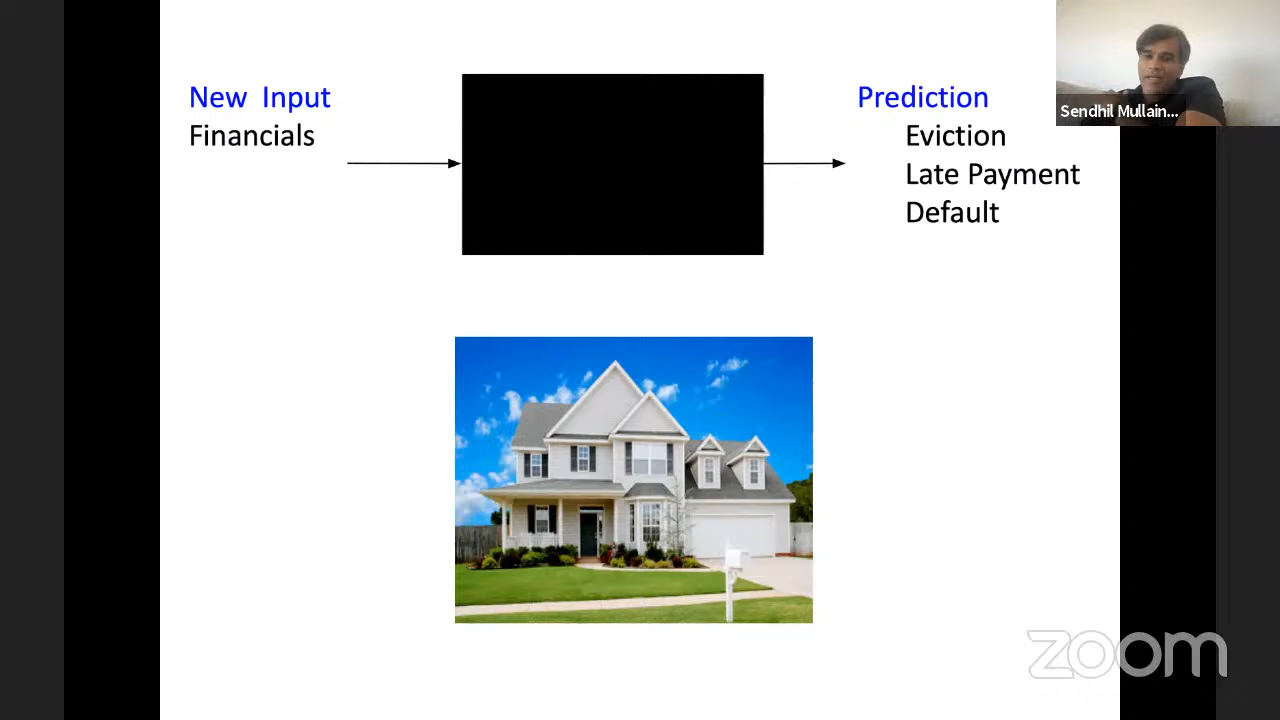 New Input
Financials
Prediction
Eviction
Late Payment
Default
Sendhil Mullain...
zoom